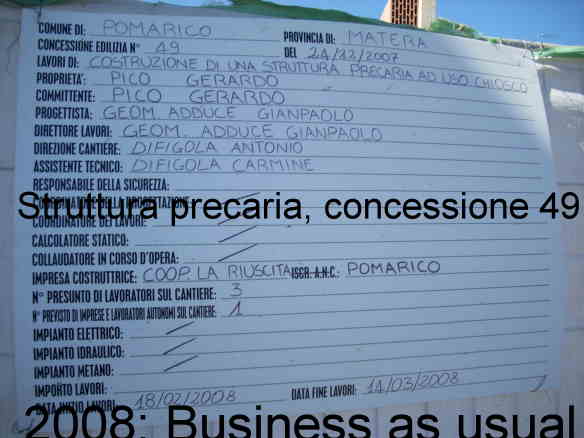 COMUNE DI: POMARICO PROVINCIA DI: MATERA
CONCESSIONE EDILIZIA N° 49 DEL 24/12/2007
LAVORI DI: COSTRUZIONE DI UNA STRUTTURA PRECARIA AD USO CHIOSCO
PROPRIETA': PICO GERARDO
COMMITTENTE: PICO GERARDO
PROGETTISTA: GEOM. ADDUCE GIANPAOLO
DIRETTORE LAVORI: GEOM. ADDUCE GIANPAOLO
DIREZIONE CANTIERE: DIFIGOLA ANTONIO
ASSISTENTE TECNICO: DIFIGOLA CARMINE
RESPONSABILE DELLA SICUREZZA:
Struttura precaria, concessione 49
COORDINATORE DEI LAVORI:
CALCOLATORE STATICO:
COLLAUDATORE IN CORSO D'OPERA:
IMPRESA COSTRUTTRICE: COOP. LA RIUSCITA ISCR. A.N.C.: POMARICO
N° PRESUNTO DI LAVORATORI SUL CANTIERE: 3
N° PREVISTO DI IMPRESE E LAVORATORI AUTONOMI SUL CANTIERE: 1
IMPIANTO ELETTRICO:
IMPIANTO IDRAULICO:
IMPIANTO METANO:
IMPORTO LAVORI:
DATA INIZIO LAVORI: 18/02/2008 DATA FINE LAVORI: 14/03/2008
2008: Business as usual